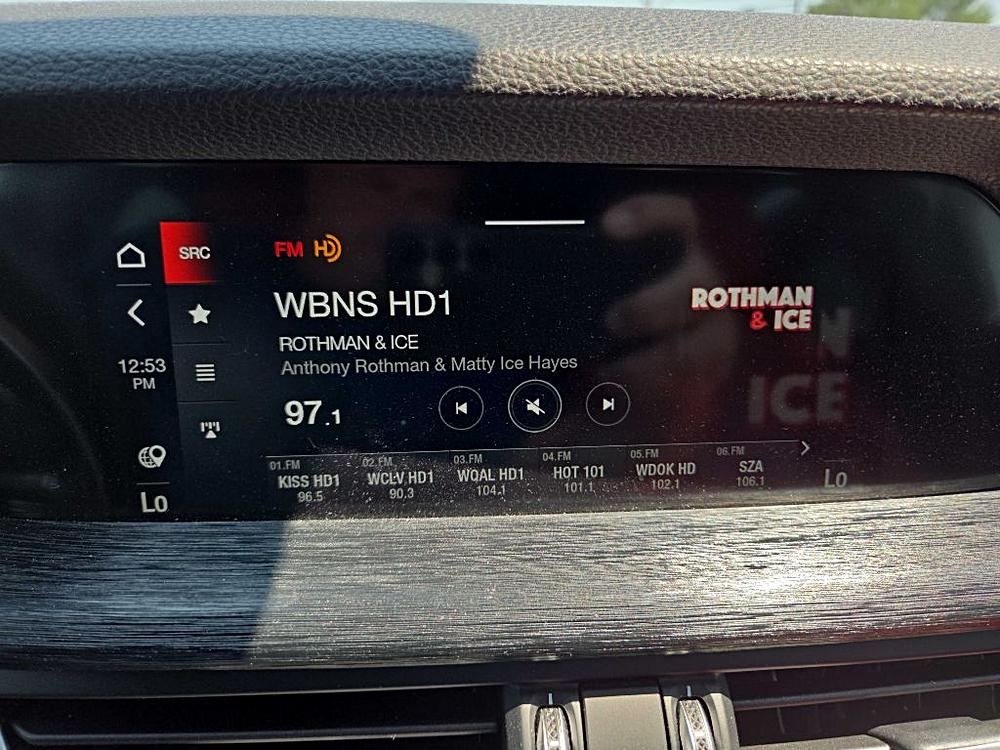 SRC
FM HD
WBNS HD1
ROTHMAN & ICE
Anthony Rothman & Matty Ice Hayes
97.1
ROTHMAN
& ICE
N
ICE
12:53
PM
01.FM
KISS HD1
96.5
02.FM
WCLV HD1
90.3
03.FM
WQAL HD1
104.1
04.FM
HOT 101
101.1
05.FM
WDOK HD
102.1
06.FM
SZA
106.1
Lo
Lo